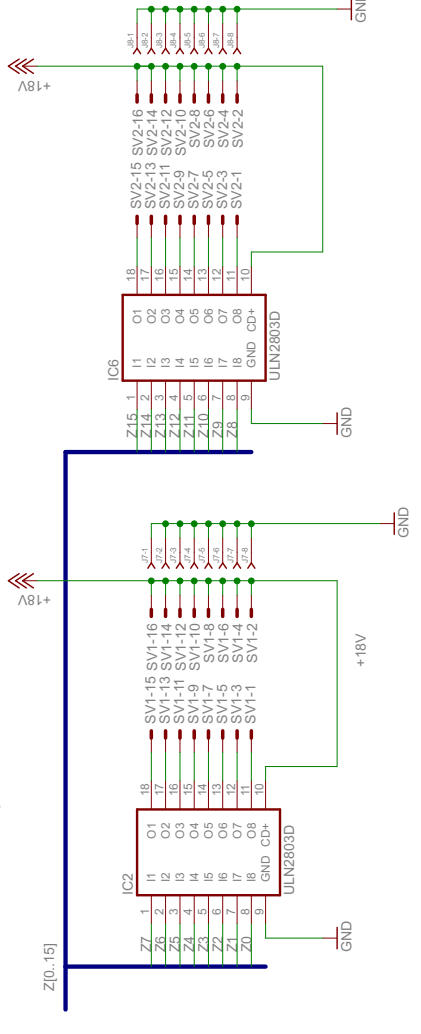 GND
J8-1
J8-2
J8-3
J8-4
J8-5
J8-6
J8-7
J8-8
+18V
SV2-16
SV2-14
SV2-12
SV2-10
SV2-8
SV2-6
SV2-4
SV2-2
SV2-15
SV2-13
SV2-11
SV2-9
SV2-7
SV2-5
SV2-3
SV2-1
18
17
16
15
14
13
12
11
10
IC6
O1
O2
O3
O4
O5
O6
O7
O8
CD+
I1
I2
I3
I4
I5
I6
I7
I8
GND
ULN2803D
1
2
3
4
5
6
7
8
9
Z15
Z14
Z13
Z12
Z11
Z10
Z9
Z8
GND
GND
J7-1
J7-2
J7-3
J7-4
J7-5
J7-6
J7-7
J7-8
+18V
SV1-16
SV1-14
SV1-12
SV1-10
SV1-8
SV1-6
SV1-4
SV1-2
+18V
SV1-15
SV1-13
SV1-11
SV1-9
SV1-7
SV1-5
SV1-3
SV1-1
18
17
16
15
14
13
12
11
10
IC2
O1
O2
O3
O4
O5
O6
O7
O8
CD+
I1
I2
I3
I4
I5
I6
I7
I8
GND
ULN2803D
1
2
3
4
5
6
7
8
9
Z7
Z6
Z5
Z4
Z3
Z2
Z1
Z0
GND
Z[0..15]